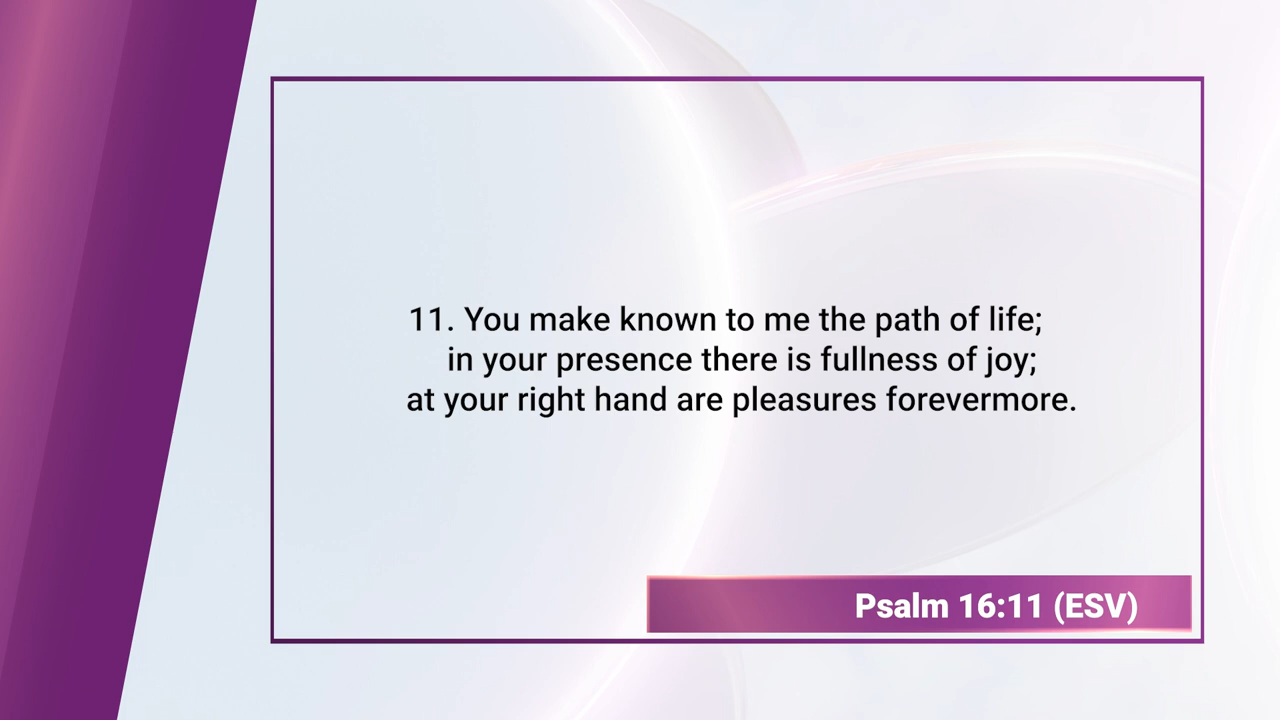 11. You make known to me the path of life;
in your presence there is fullness of joy;
at your right hand are pleasures forevermore.
Psalm 16:11 (ESV)